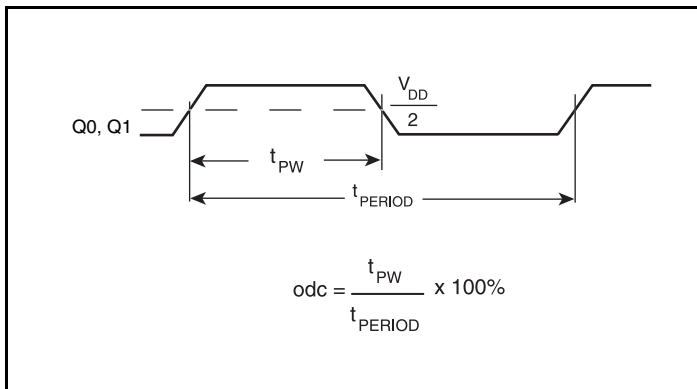 V_DD
2
Q0, Q1
t_PW
t_PERIOD
odc = t_PW / t_PERIOD x 100%